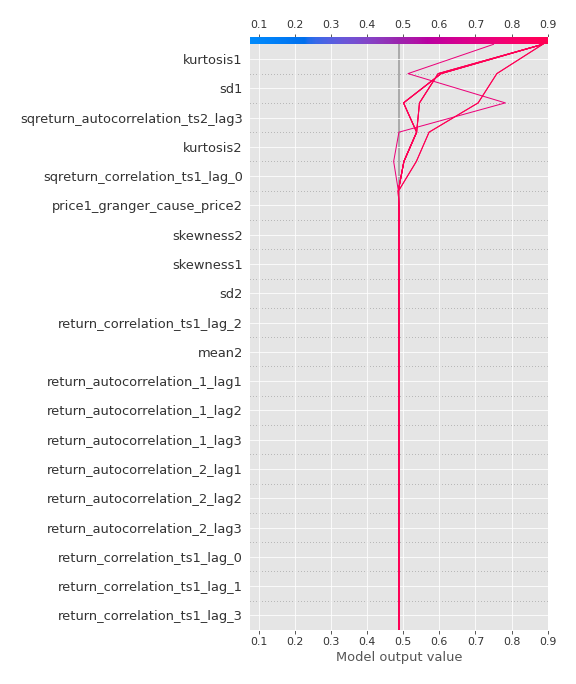 0.1 0.2 0.3 0.4 0.5 0.6 0.7 0.8 0.9
kurtosis1
sd1
sqreturn_autocorrelation_ts2_lag3
kurtosis2
sqreturn_correlation_ts1_lag_0
price1_granger_cause_price2
skewness2
skewness1
sd2
return_correlation_ts1_lag_2
mean2
return_autocorrelation_1_lag1
return_autocorrelation_1_lag2
return_autocorrelation_1_lag3
return_autocorrelation_2_lag1
return_autocorrelation_2_lag2
return_autocorrelation_2_lag3
return_correlation_ts1_lag_0
return_correlation_ts1_lag_1
return_correlation_ts1_lag_3
0.1 0.2 0.3 0.4 0.5 0.6 0.7 0.8 0.9
Model output value